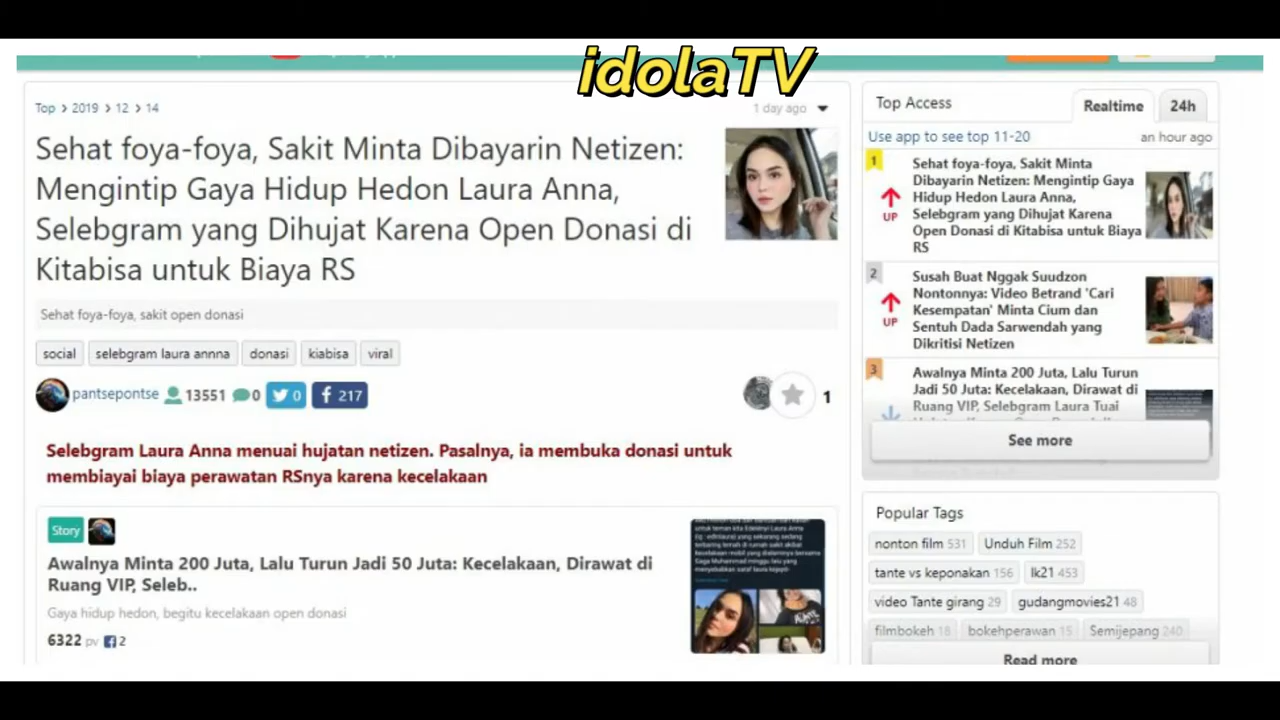 idolaTV
Top > 2019 > 12 > 14
1 day ago
Sehat foya-foya, Sakit Minta Dibayarin Netizen:
Mengintip Gaya Hidup Hedon Laura Anna,
Selebgram yang Dihujat Karena Open Donasi di
Kitabisa untuk Biaya RS
Sehat foya-foya, sakit open donasi
social selebgram laura annna donasi kiabisa viral
pantsepontse 13551 0 0 217
1
Selebgram Laura Anna menuai hujatan netizen. Pasalnya, ia membuka donasi untuk
membiayai biaya perawatan RSnya karena kecelakaan
Story
Awalnya Minta 200 Juta, Lalu Turun Jadi 50 Juta: Kecelakaan, Dirawat di
Ruang VIP, Seleb..
Gaya hidup hedon, begitu kecelakaan open donasi
6322 pv 2
Top Access Realtime 24h
Use app to see top 11-20 an hour ago
1
UP
Sehat foya-foya, Sakit Minta
Dibayarin Netizen: Mengintip Gaya
Hidup Hedon Laura Anna,
Selebgram yang Dihujat Karena
Open Donasi di Kitabisa untuk Biaya
RS
2
UP
Susah Buat Nggak Suudzon
Nontonnya: Video Betrand 'Cari
Kesempatan' Minta Cium dan
Sentuh Dada Sarwendah yang
Dikritisi Netizen
3
Awalnya Minta 200 Juta, Lalu Turun
Jadi 50 Juta: Kecelakaan, Dirawat di
Ruang VIP, Selebgram Laura Tuai
See more
Popular Tags
nonton film 531 Unduh Film 252
tante vs keponakan 156 lk21 453
video Tante girang 29 gudangmovies21 48
filmbokeh 18 bokehperawan 15 Semijepang 240
Read more